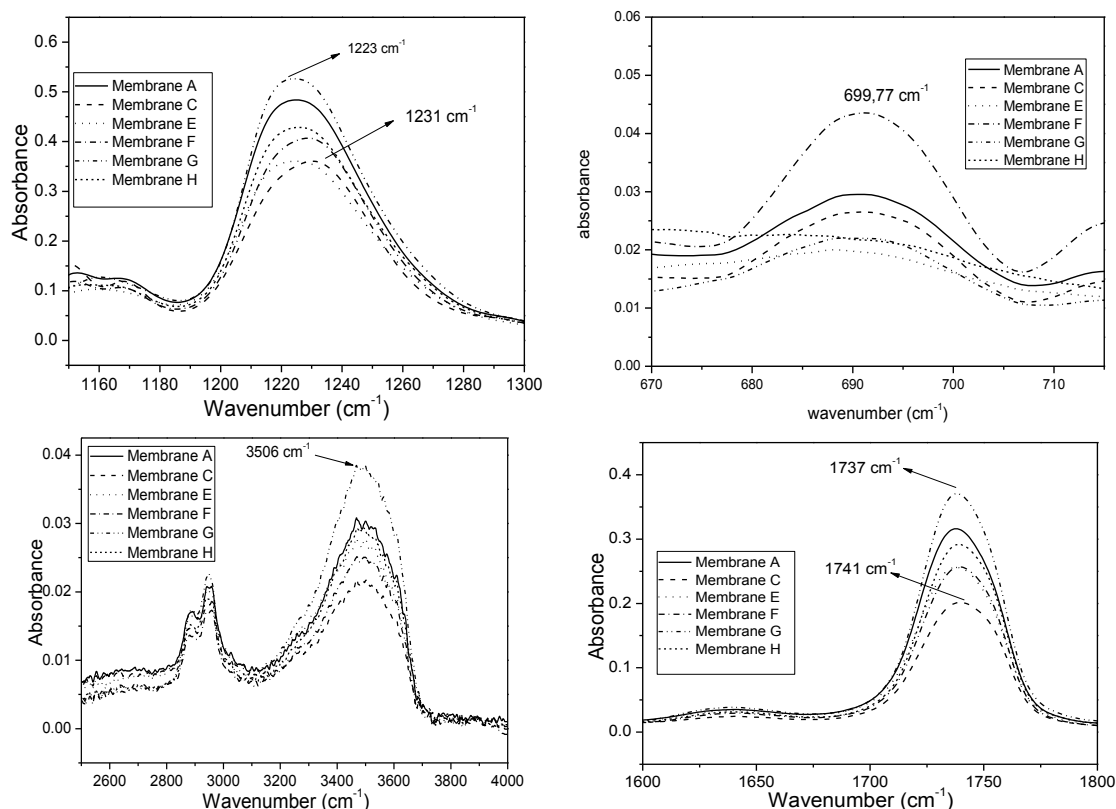 0.6
0.5
0.4
0.3
0.2
0.1
0.0
Absorbance
1223 cm-1
1231 cm-1
Membrane A
Membrane C
Membrane E
Membrane F
Membrane G
Membrane H
1160 1180 1200 1220 1240 1260 1280 1300
Wavenumber (cm-1)
0.06
0.05
0.04
0.03
0.02
0.01
0.00
absorbance
699,77 cm-1
Membrane A
Membrane C
Membrane E
Membrane F
Membrane G
Membrane H
670 680 690 700 710
wavenumber (cm-1)
0.04
0.03
0.02
0.01
0.00
Absorbance
3506 cm-1
Membrane A
Membrane C
Membrane E
Membrane F
Membrane G
Membrane H
2600 2800 3000 3200 3400 3600 3800 4000
Wavenumber (cm-1)
0.4
0.3
0.2
0.1
0.0
Absorbance
1737 cm-1
1741 cm-1
Membrane A
Membrane C
Membrane E
Membrane F
Membrane G
Membrane H
1600 1650 1700 1750 1800
Wavenumber (cm-1)